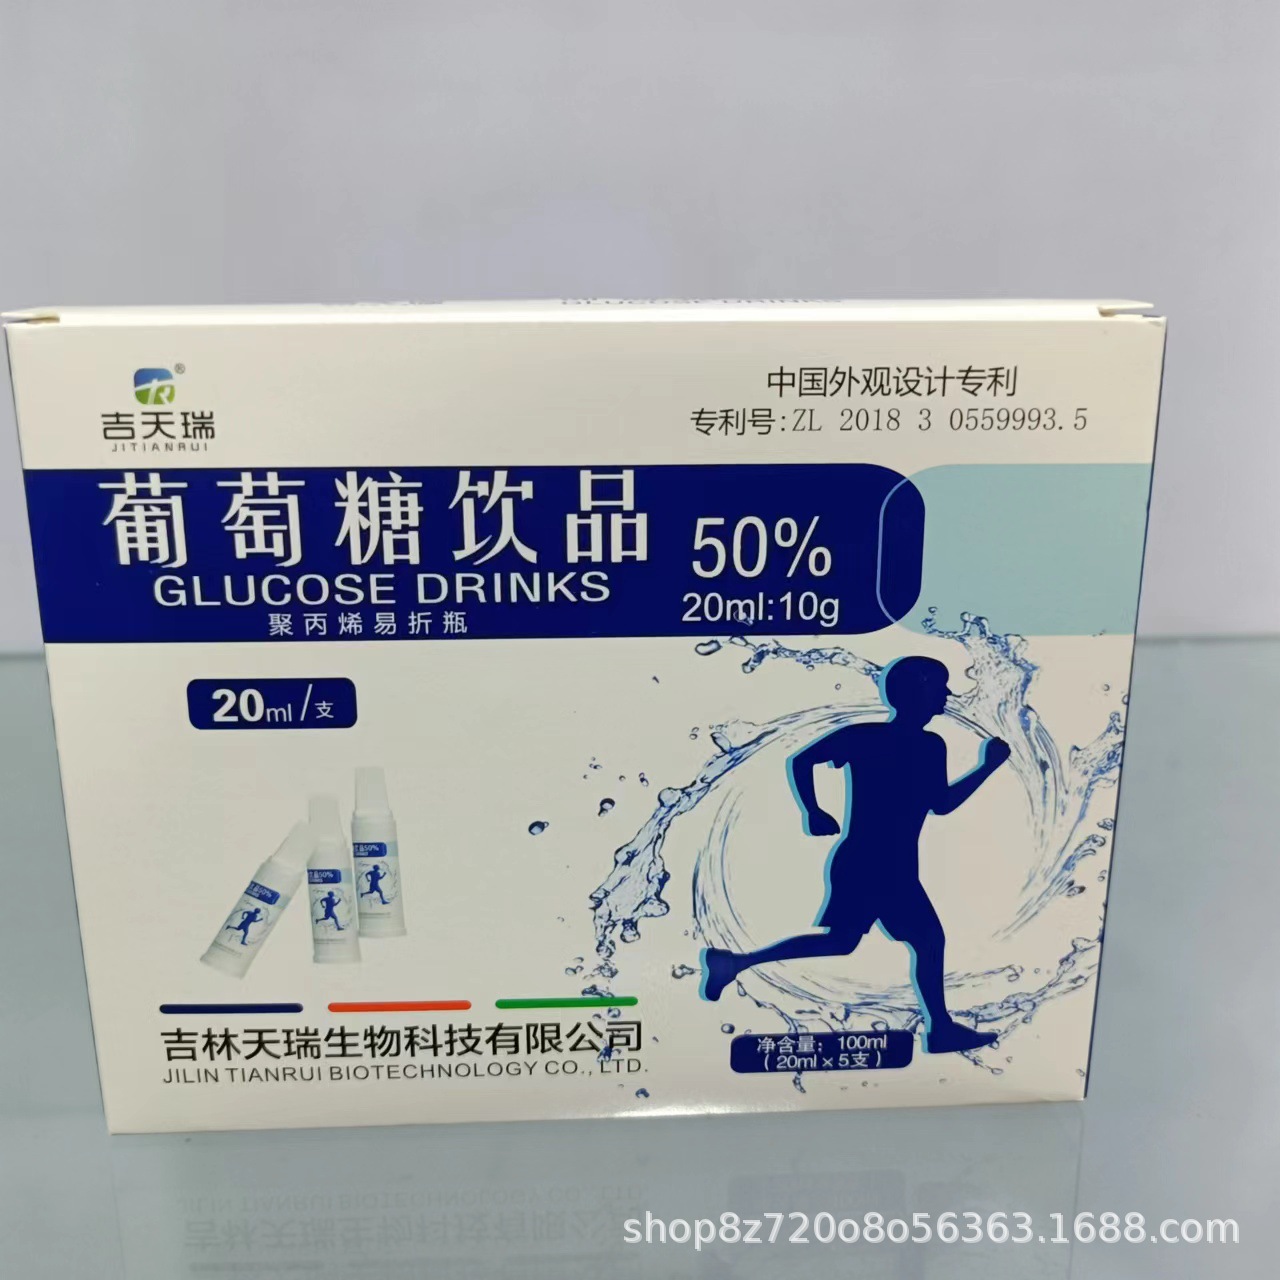 GLUCOSE DRINKS
®
吉天瑞
JITIANRUI
中国外观设计专利
专利号:ZL 2018 3 0559993.5
葡萄糖饮品
GLUCOSE DRINKS
聚丙烯易折瓶
50%
20ml:10g
20ml/支
吉林天瑞生物科技有限公司
JILIN TIANRUI BIOTECHNOLOGY CO., LTD.
净含量：100ml
(20ml×5支)
shop8z720o8o56363.1688.com